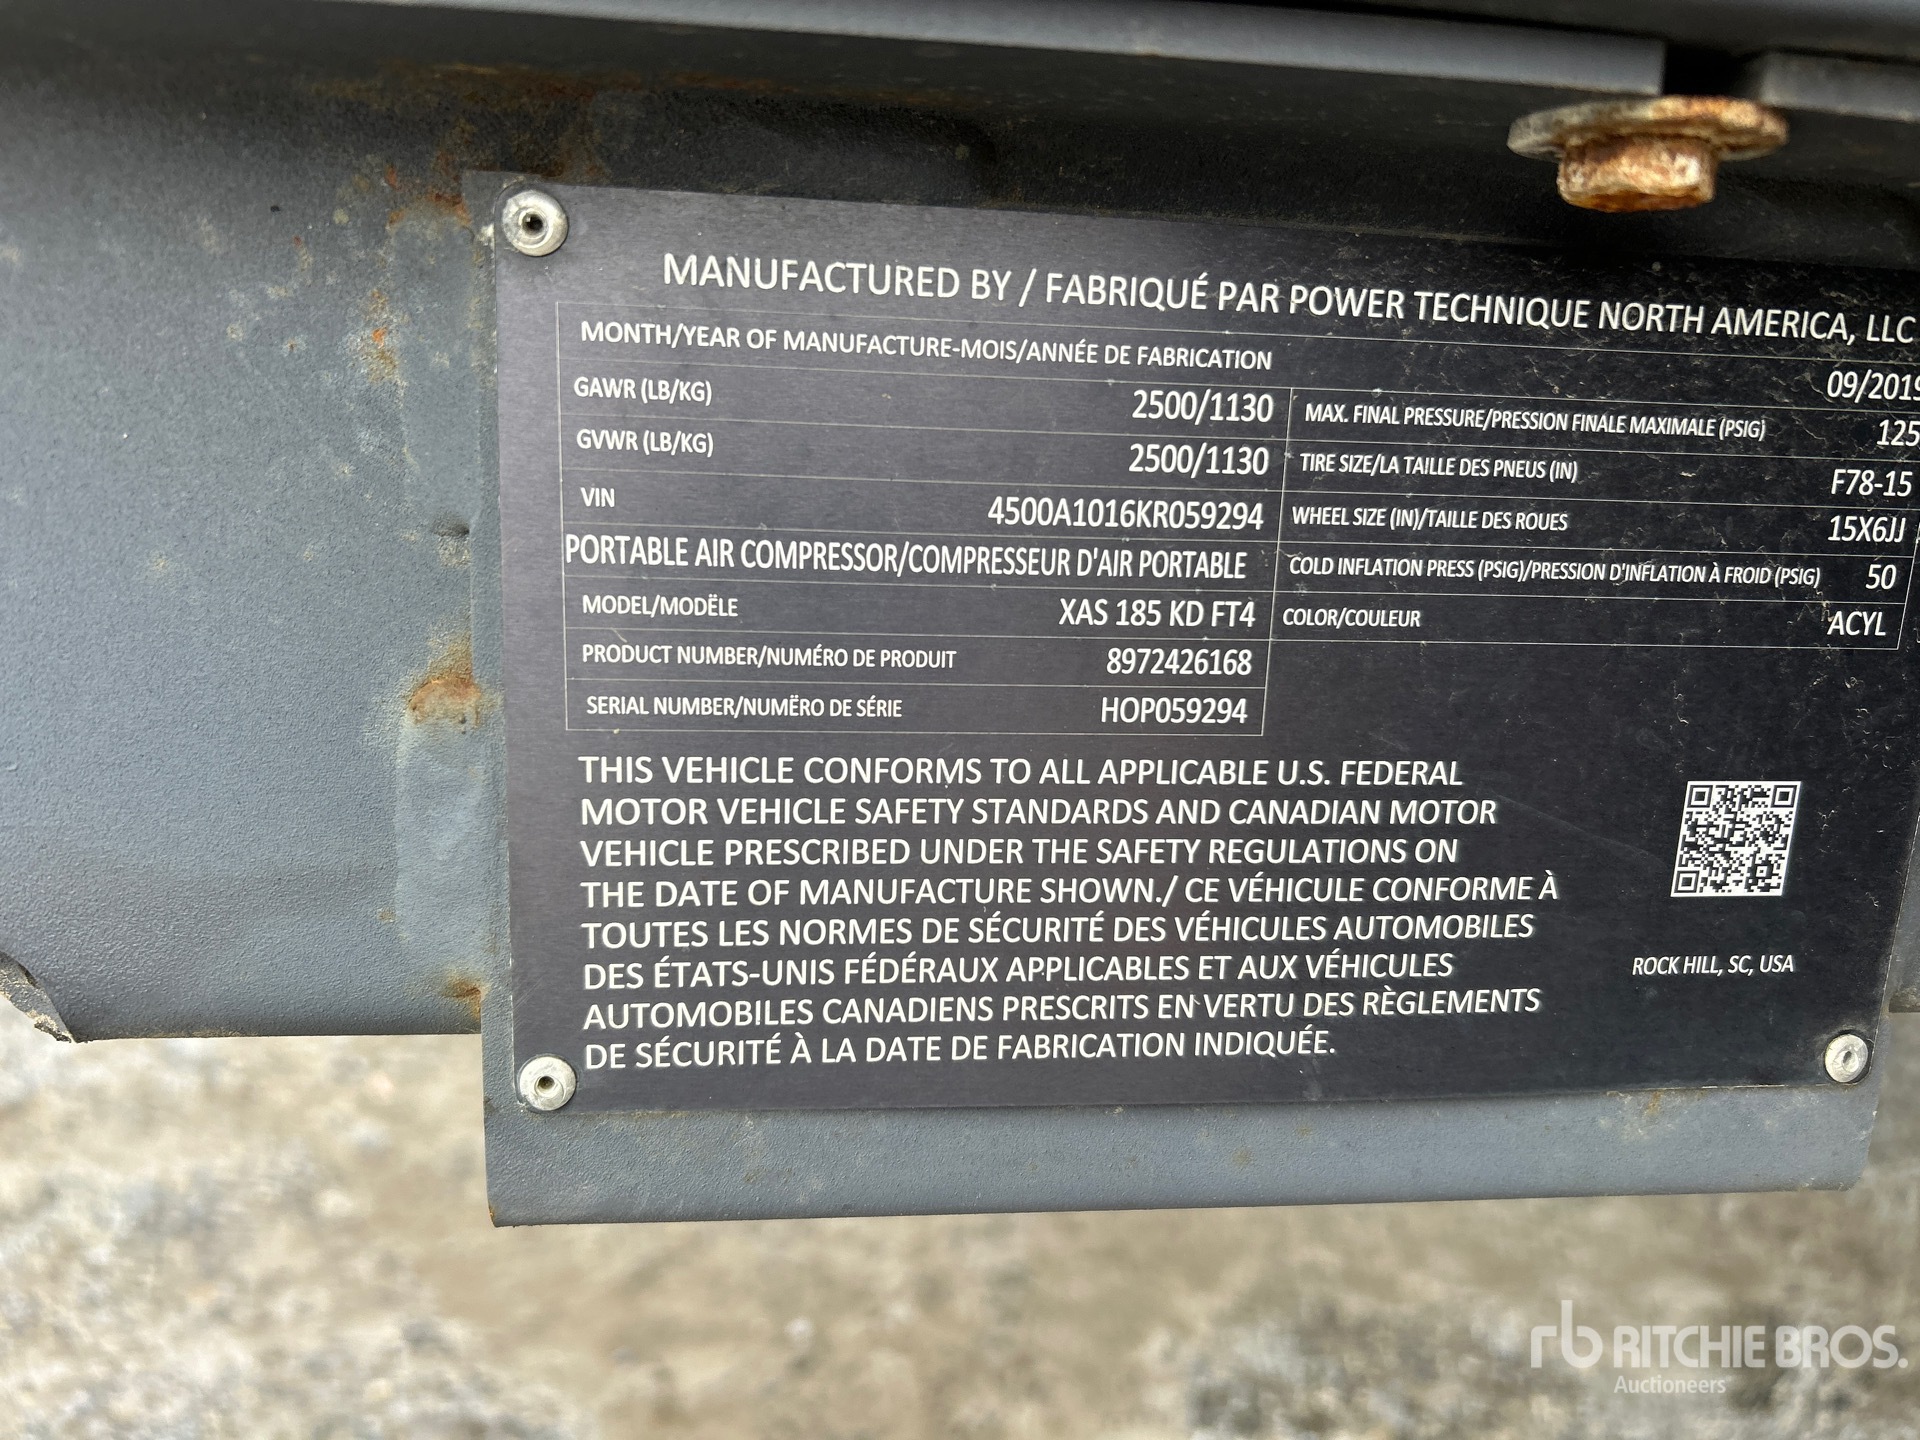 MANUFACTURED BY / FABRIQUÉ PAR POWER TECHNIQUE NORTH AMERICA, LLC
MONTH/YEAR OF MANUFACTURE-MOIS/ANNÉE DE FABRICATION 09/2019
GAWR (LB/KG) 2500/1130 MAX. FINAL PRESSURE/PRESSION FINALE MAXIMALE (PSIG) 125
GVWR (LB/KG) 2500/1130 TIRE SIZE/LA TAILLE DES PNEUS (IN) F78-15
VIN 4500A1016KR059294 WHEEL SIZE (IN)/TAILLE DES ROUES 15X6JJ
PORTABLE AIR COMPRESSOR/COMPRESSEUR D'AIR PORTABLE COLD INFLATION PRESS (PSIG)/PRESSION D'INFLATION À FROID (PSIG) 50
MODEL/MODËLE XAS 185 KD FT4 COLOR/COULEUR ACYL
PRODUCT NUMBER/NUMÉRO DE PRODUIT 8972426168
SERIAL NUMBER/NUMËRO DE SÉRIE HOP059294
THIS VEHICLE CONFORMS TO ALL APPLICABLE U.S. FEDERAL
MOTOR VEHICLE SAFETY STANDARDS AND CANADIAN MOTOR
VEHICLE PRESCRIBED UNDER THE SAFETY REGULATIONS ON
THE DATE OF MANUFACTURE SHOWN./ CE VÉHICULE CONFORME À
TOUTES LES NORMES DE SÉCURITÉ DES VÉHICULES AUTOMOBILES
DES ÉTATS-UNIS FÉDÉRAUX APPLICABLES ET AUX VÉHICULES
AUTOMOBILES CANADIENS PRESCRITS EN VERTU DES RÈGLEMENTS
DE SÉCURITÉ À LA DATE DE FABRICATION INDIQUÉE.
ROCK HILL, SC, USA
rb RITCHIE BROS.
Auctioneers